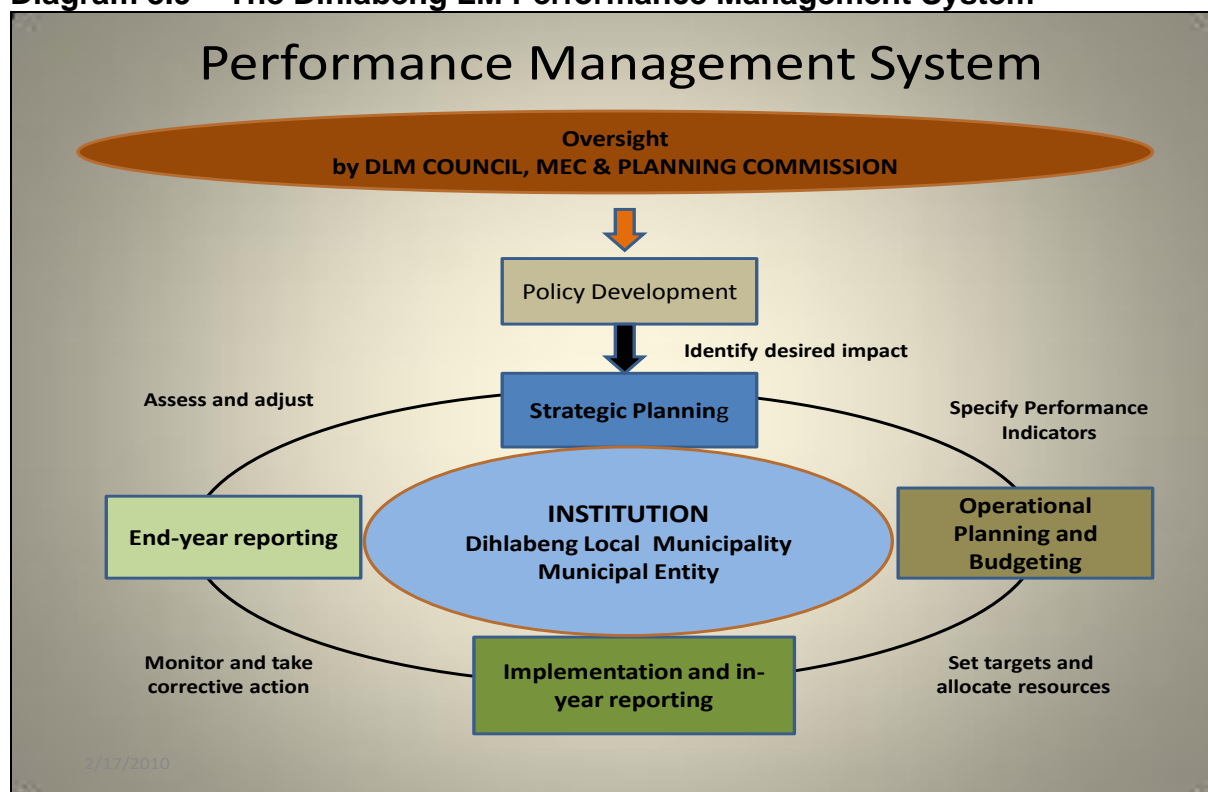 Performance Management System
Oversight
by DLM COUNCIL, MEC & PLANNING COMMISSION
Policy Development
Identify desired impact
Strategic Planning
Assess and adjust
Specify Performance
Indicators
End-year reporting
INSTITUTION
Dihlabeng Local Municipality
Municipal Entity
Operational
Planning and
Budgeting
Monitor and take
corrective action
Implementation and in-
year reporting
Set targets and
allocate resources
2/17/2010